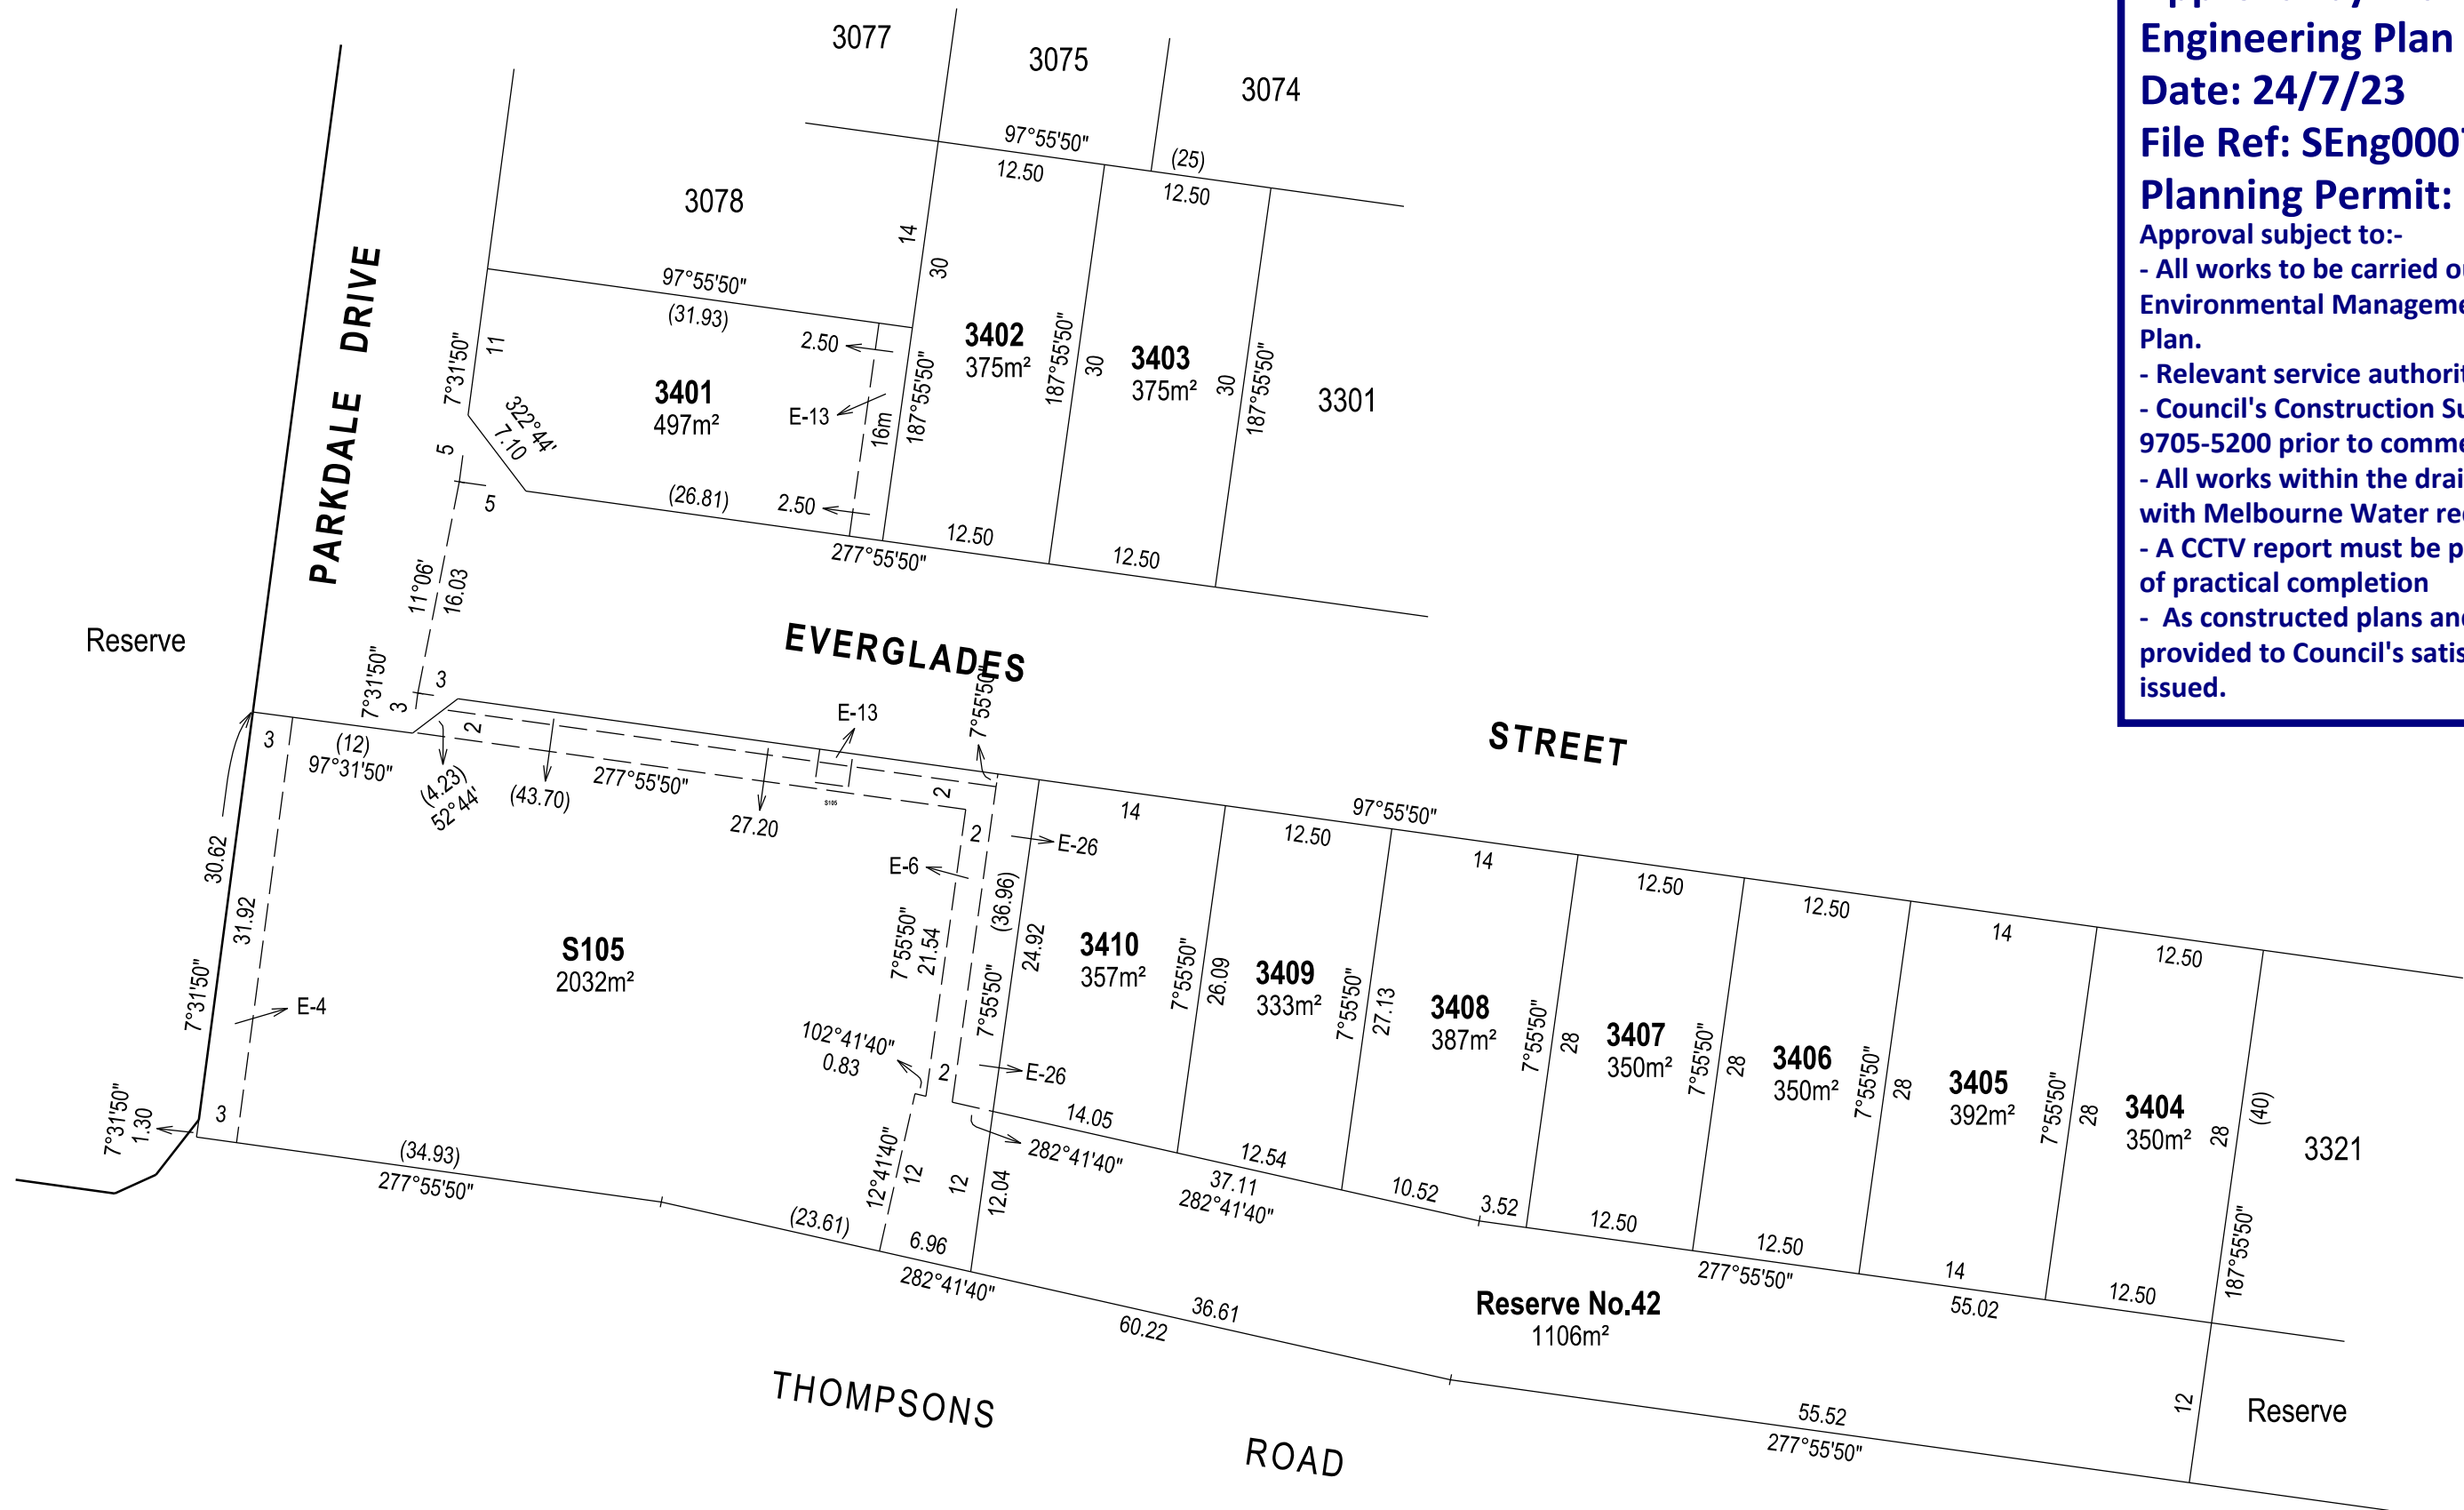 Engineering Plan
Date: 24/7/23
File Ref:
Planning Permit:
Approval subject to:-
- All works to be carried
Environmental
Plan.
- Relevant service
- Council's Construction
9705-5200 prior to
- All works within the
with Melbourne Water
- A CCTV report must be
of practical completion
- As constructed plans
provided to Council's
issued.
3077
3075
3074
97°55'50"
(25)
12.50
12.50
3078
14
30
97°55'50"
(31.93)
2.50
PARKDALE DRIVE
7°31'50"
11
3401
497m²
E-13
16m
187°55'50"
3402
375m²
187°55'50"
30
3403
375m²
30
187°55'50"
3301
322°44'
7.10
5
5
(26.81)
2.50
12.50
12.50
277°55'50"
11°06'
16.03
Reserve
EVERGLADES
STREET
7°31'50"
3
3
E-13
7°55'50"
3
(12)
97°31'50"
2
(4.23)
52°44'
(43.70)
277°55'50"
27.20
S105
2
2
E-26
E-6
(36.96)
14
12.50
97°55'50"
14
12.50
12.50
14
12.50
30.62
31.92
7°31'50"
E-4
S105
2032m²
7°55'50"
21.54
7°55'50"
24.92
3410
357m²
7°55'50"
26.09
3409
333m²
7°55'50"
27.13
3408
387m²
7°55'50"
28
3407
350m²
7°55'50"
28
3406
350m²
7°55'50"
28
3405
392m²
7°55'50"
28
3404
350m²
28
(40)
187°55'50"
3321
102°41'40"
0.83
2
E-26
7°31'50"
1.30
3
(34.93)
277°55'50"
12°41'40"
12
12
12.04
282°41'40"
14.05
12.54
37.11
282°41'40"
10.52
3.52
12.50
12.50
277°55'50"
14
55.02
12.50
(23.61)
6.96
282°41'40"
36.61
60.22
Reserve No.42
1106m²
55.52
277°55'50"
12
Reserve
THOMPSONS
ROAD